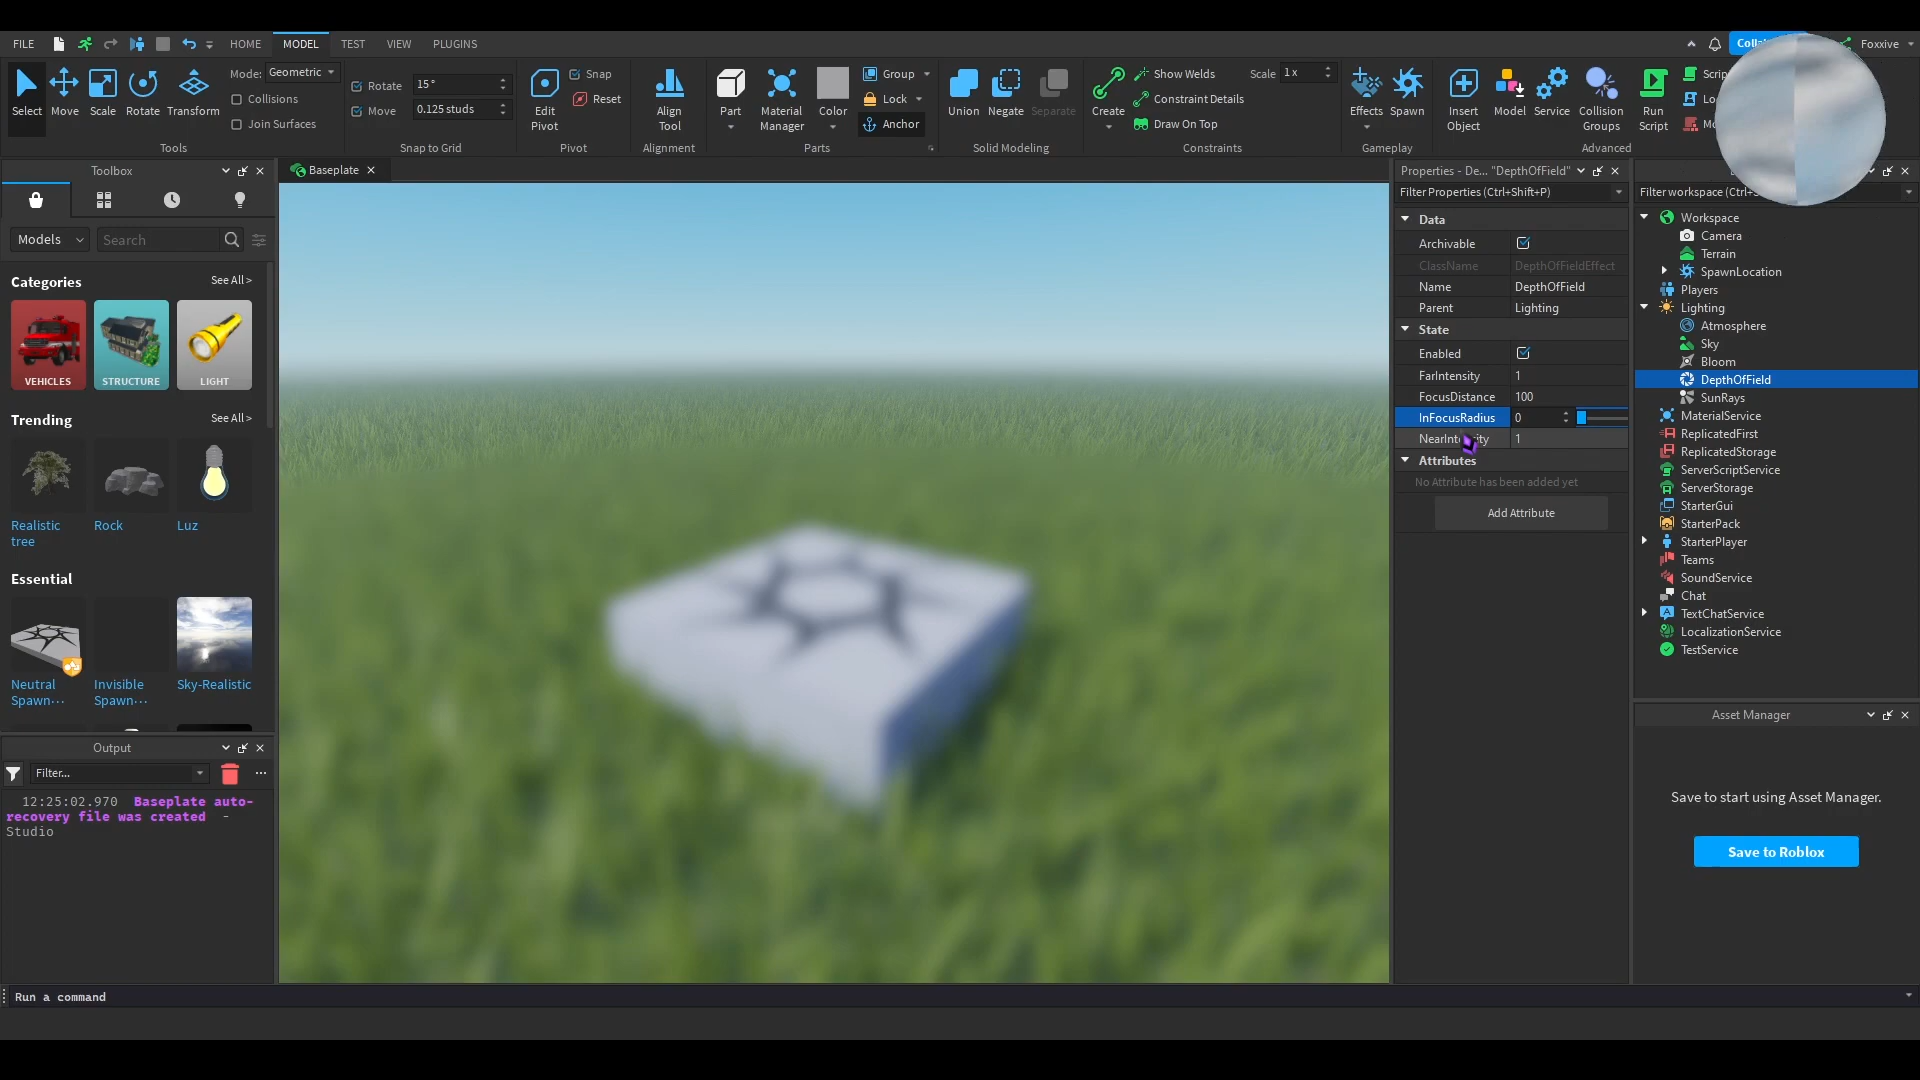 FILE
HOME
MODEL
TEST
VIEW
PLUGINS
Foxxive
Select
Move
Scale
Rotate
Transform
Mode:
Geometric
Collisions
Join Surfaces
Tools
Rotate
15°
Move
0.125 studs
Snap to Grid
Edit
Pivot
Snap
Reset
Pivot
Align
Tool
Alignment
Part
Material
Manager
Color
Group
Lock
Anchor
Parts
Union
Negate
Separate
Solid Modeling
Create
Show Welds
Constraint Details
Draw On Top
Scale
1 x
Constraints
Effects
Spawn
Gameplay
Insert
Object
Model
Service
Collision
Groups
Run
Script
Advanced
Toolbox
Models
Search
Categories
See All >
VEHICLES
STRUCTURE
LIGHT
Trending
See All >
Realistic
tree
Rock
Luz
Essential
Neutral
Spawn...
Invisible
Spawn...
Sky-Realistic
Output
Filter...
12:25:02.970 Baseplate auto-
recovery file was created -
Studio
Run a command
Baseplate
Properties - De... "DepthOfField"
Filter Properties (Ctrl+Shift+P)
Data
Archivable
ClassName
DepthOfFieldEffect
Name
DepthOfField
Parent
Lighting
State
Enabled
FarIntensity
1
FocusDistance
100
InFocusRadius
0
1
Attributes
No Attribute has been added yet
Add Attribute
Filter workspace
Workspace
Camera
Terrain
SpawnLocation
Players
Lighting
Atmosphere
Sky
Bloom
DepthOfField
SunRays
MaterialService
ReplicatedFirst
ReplicatedStorage
ServerScriptService
ServerStorage
StarterGui
StarterPack
StarterPlayer
Teams
SoundService
Chat
TextChatService
LocalizationService
TestService
Asset Manager
Save to start using Asset Manager.
Save to Roblox